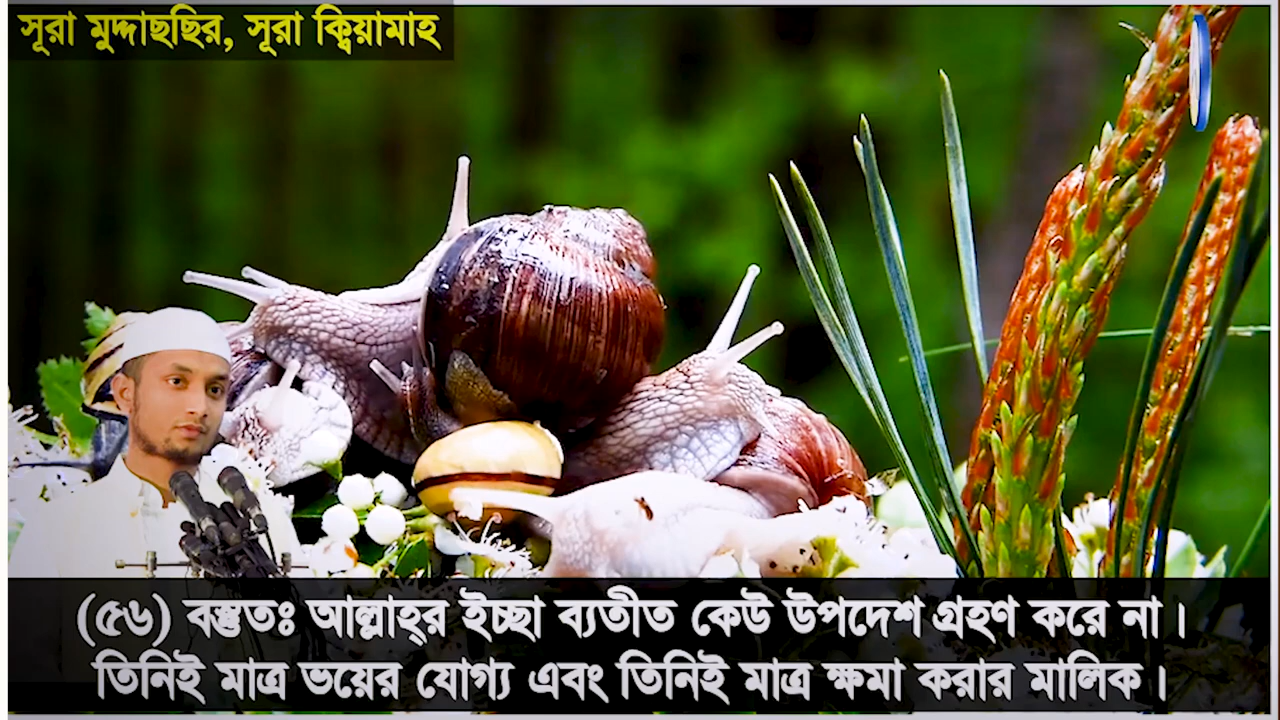 সূরা মুদ্দাছছির, সূরা ক্বিয়ামাহ
(৫৬) বস্তুতঃ আল্লাহ্‌র ইচ্ছা ব্যতীত কেউ উপদেশ গ্রহণ করে না।
তিনিই মাত্র ভয়ের যোগ্য এবং তিনিই মাত্র ক্ষমা করার মালিক।